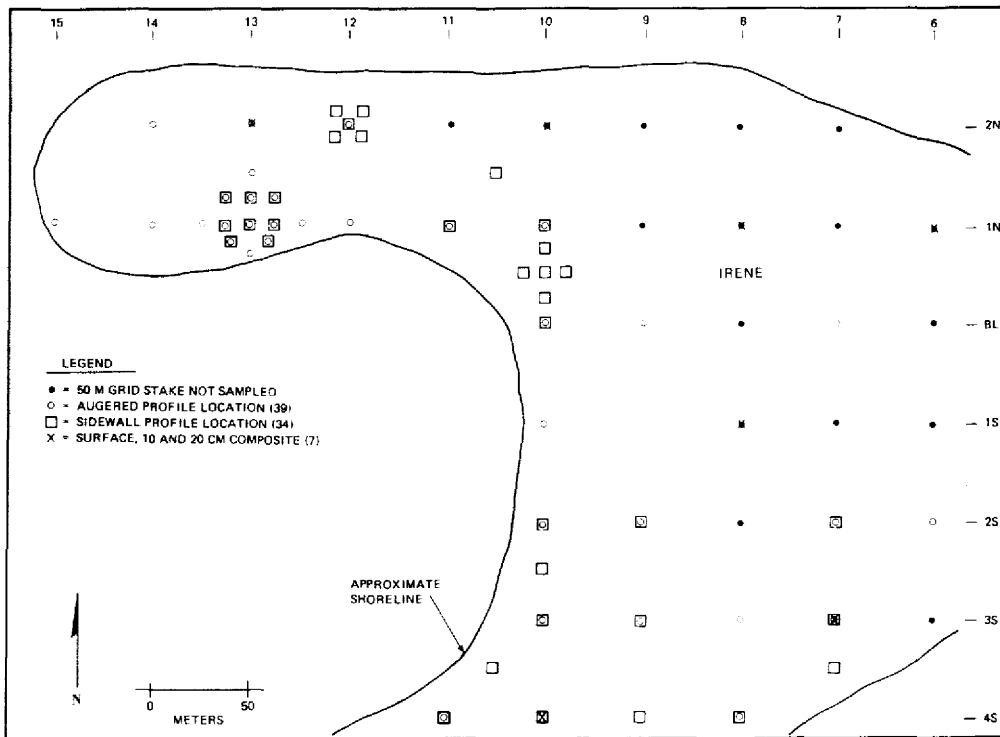 15 14 13 12 11 10 9 8 7 6
2N
1N
IRENE
BL
LEGEND
● = 50 M GRID STAKE NOT SAMPLED
○ = AUGERED PROFILE LOCATION (39)
□ = SIDEWALL PROFILE LOCATION (34)
X = SURFACE, 10 AND 20 CM COMPOSITE (7)
1S
2S
APPROXIMATE
SHORELINE
3S
N
0 50
METERS
4S